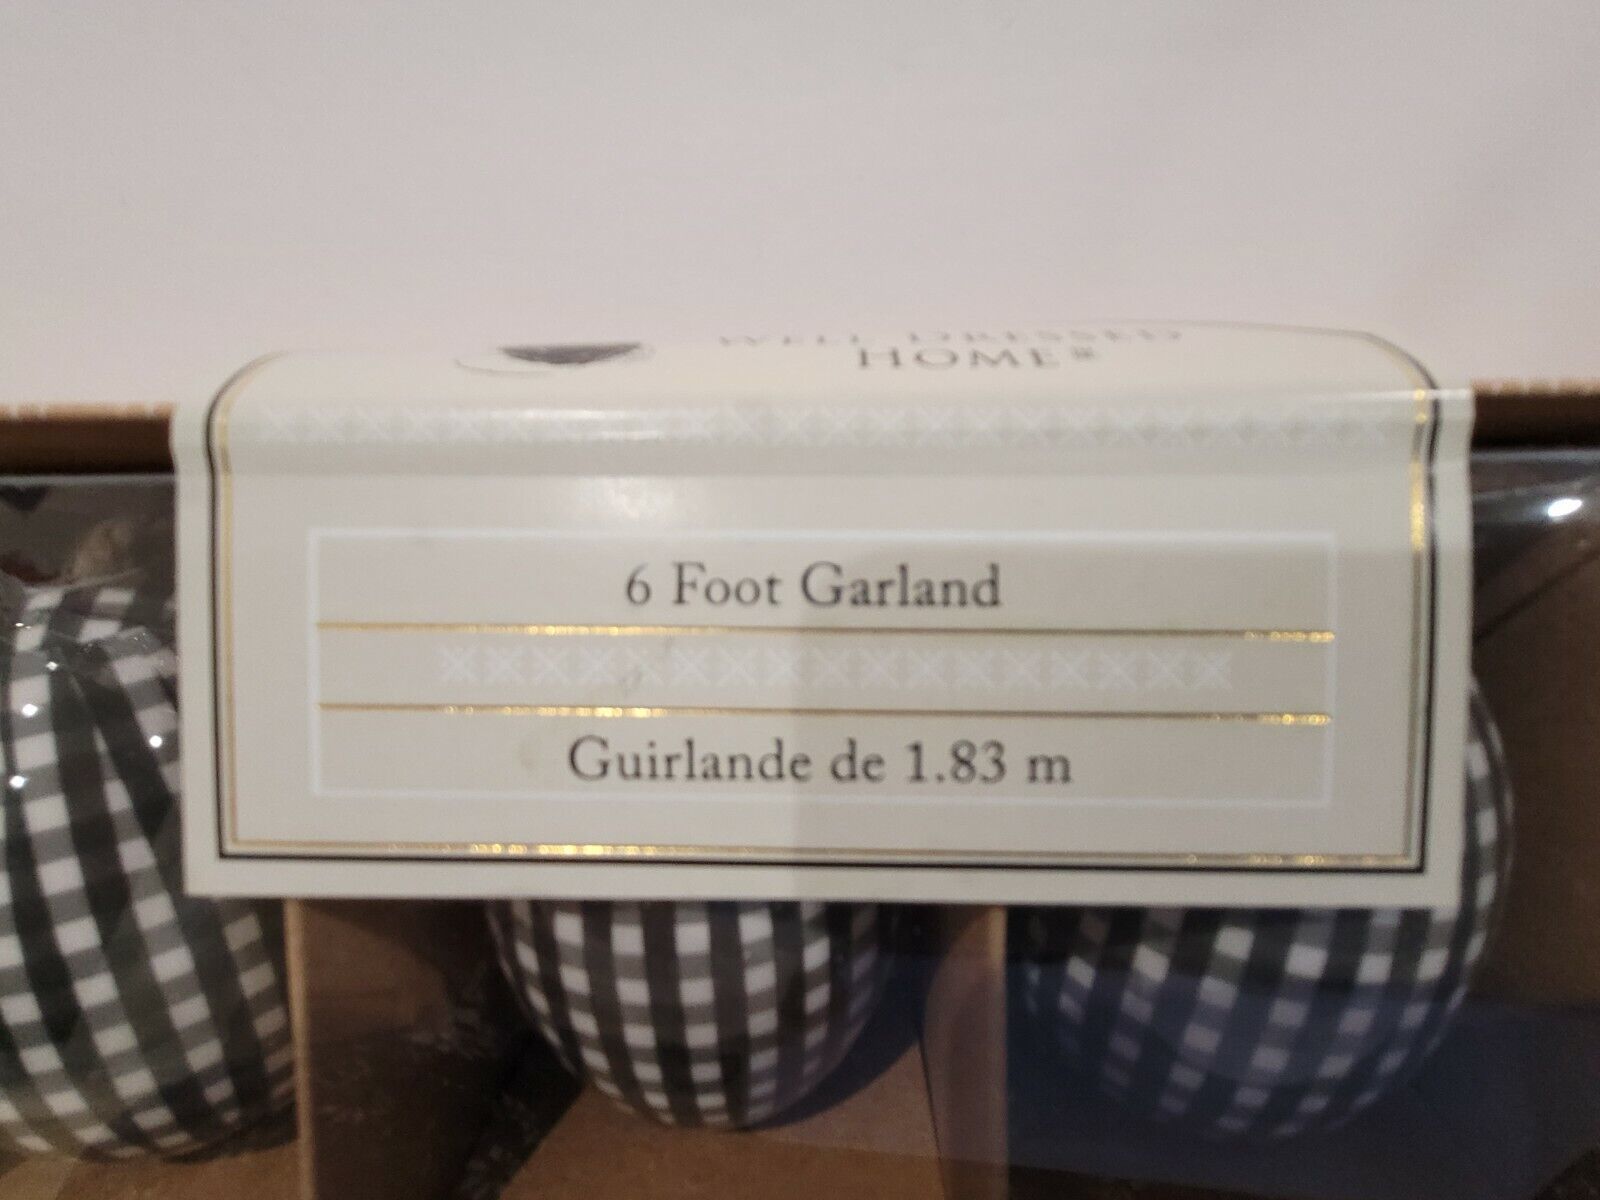 WELL DRESSED
HOME®
6 Foot Garland
Guirlande de 1.83 m